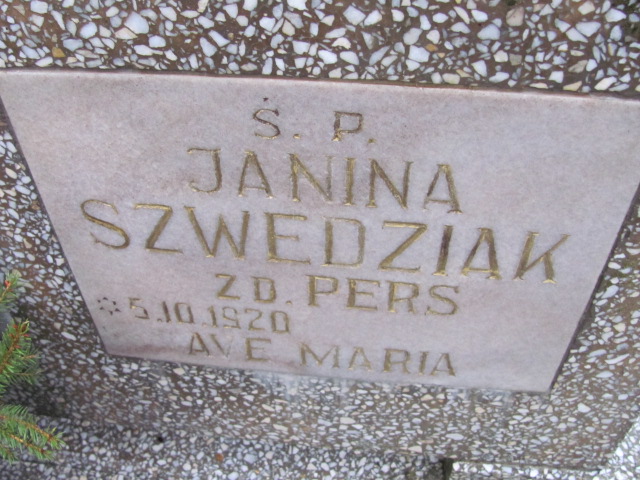 Ś. P.
JANINA
SZWEDZIAK
ZD. PERS
* 5.10.1920
AVE MARIA